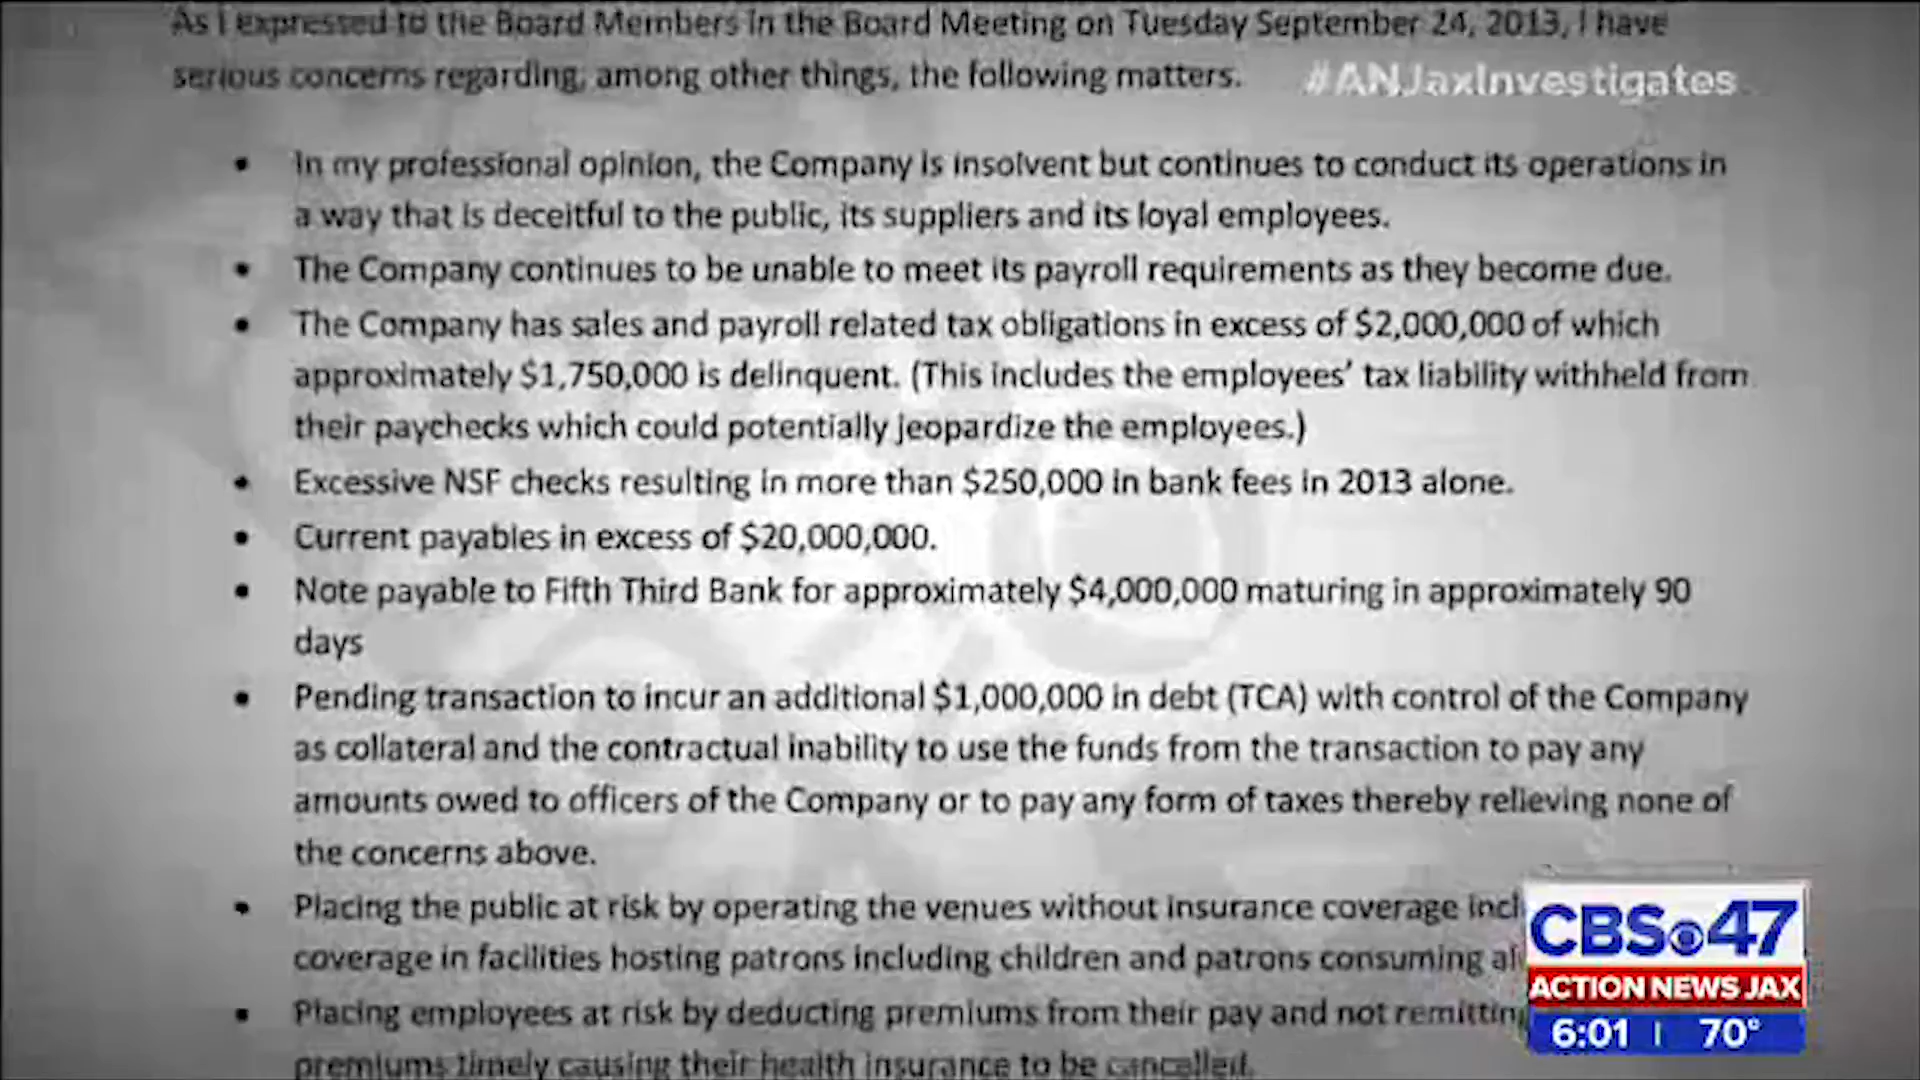 As I expressed to the Board Members in the Board Meeting on Tuesday September 24, 2013, I have
serious concerns regarding, among other things, the following matters.
#ANJaxInvestigates
• In my professional opinion, the Company is insolvent but continues to conduct its operations in
a way that is deceitful to the public, its suppliers and its loyal employees.
• The Company continues to be unable to meet its payroll requirements as they become due.
• The Company has sales and payroll related tax obligations in excess of $2,000,000 of which
approximately $1,750,000 is delinquent. (This includes the employees' tax liability withheld from
their paychecks which could potentially jeopardize the employees.)
• Excessive NSF checks resulting in more than $250,000 in bank fees in 2013 alone.
• Current payables in excess of $20,000,000.
• Note payable to Fifth Third Bank for approximately $4,000,000 maturing in approximately 90
days
• Pending transaction to incur an additional $1,000,000 in debt (TCA) with control of the Company
as collateral and the contractual inability to use the funds from the transaction to pay any
amounts owed to officers of the Company or to pay any form of taxes thereby relieving none of
the concerns above.
• Placing the public at risk by operating the venues without insurance coverage incl
coverage in facilities hosting patrons including children and patrons consuming al
• Placing employees at risk by deducting premiums from their pay and not remitting
premiums timely causing their health insurance to be cancelled.
CBS 47
ACTION NEWS JAX
6:01 | 70°